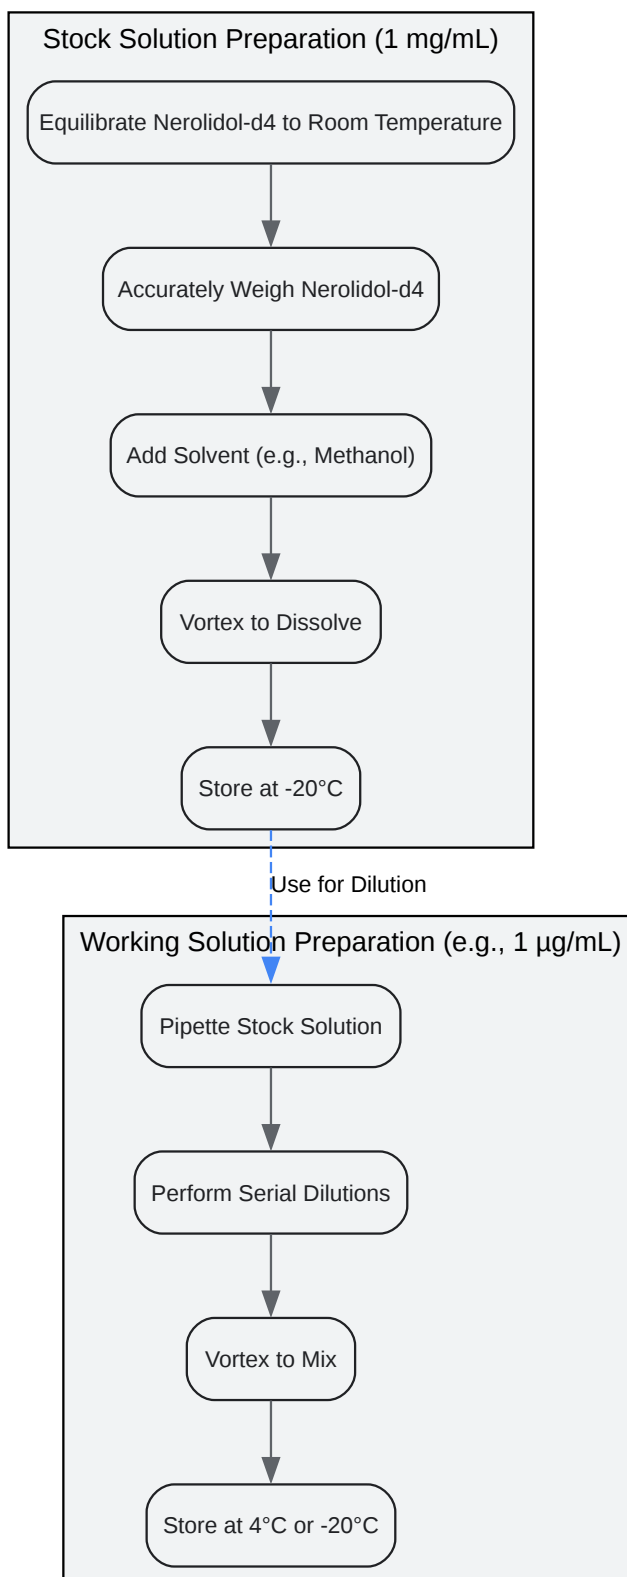 Stock Solution Preparation (1 mg/mL)
Equilibrate Nerolidol-d4 to Room Temperature
Accurately Weigh Nerolidol-d4
Add Solvent (e.g., Methanol)
Vortex to Dissolve
Store at -20°C
Use for Dilution
Working Solution Preparation (e.g., 1 µg/mL)
Pipette Stock Solution
Perform Serial Dilutions
Vortex to Mix
Store at 4°C or -20°C